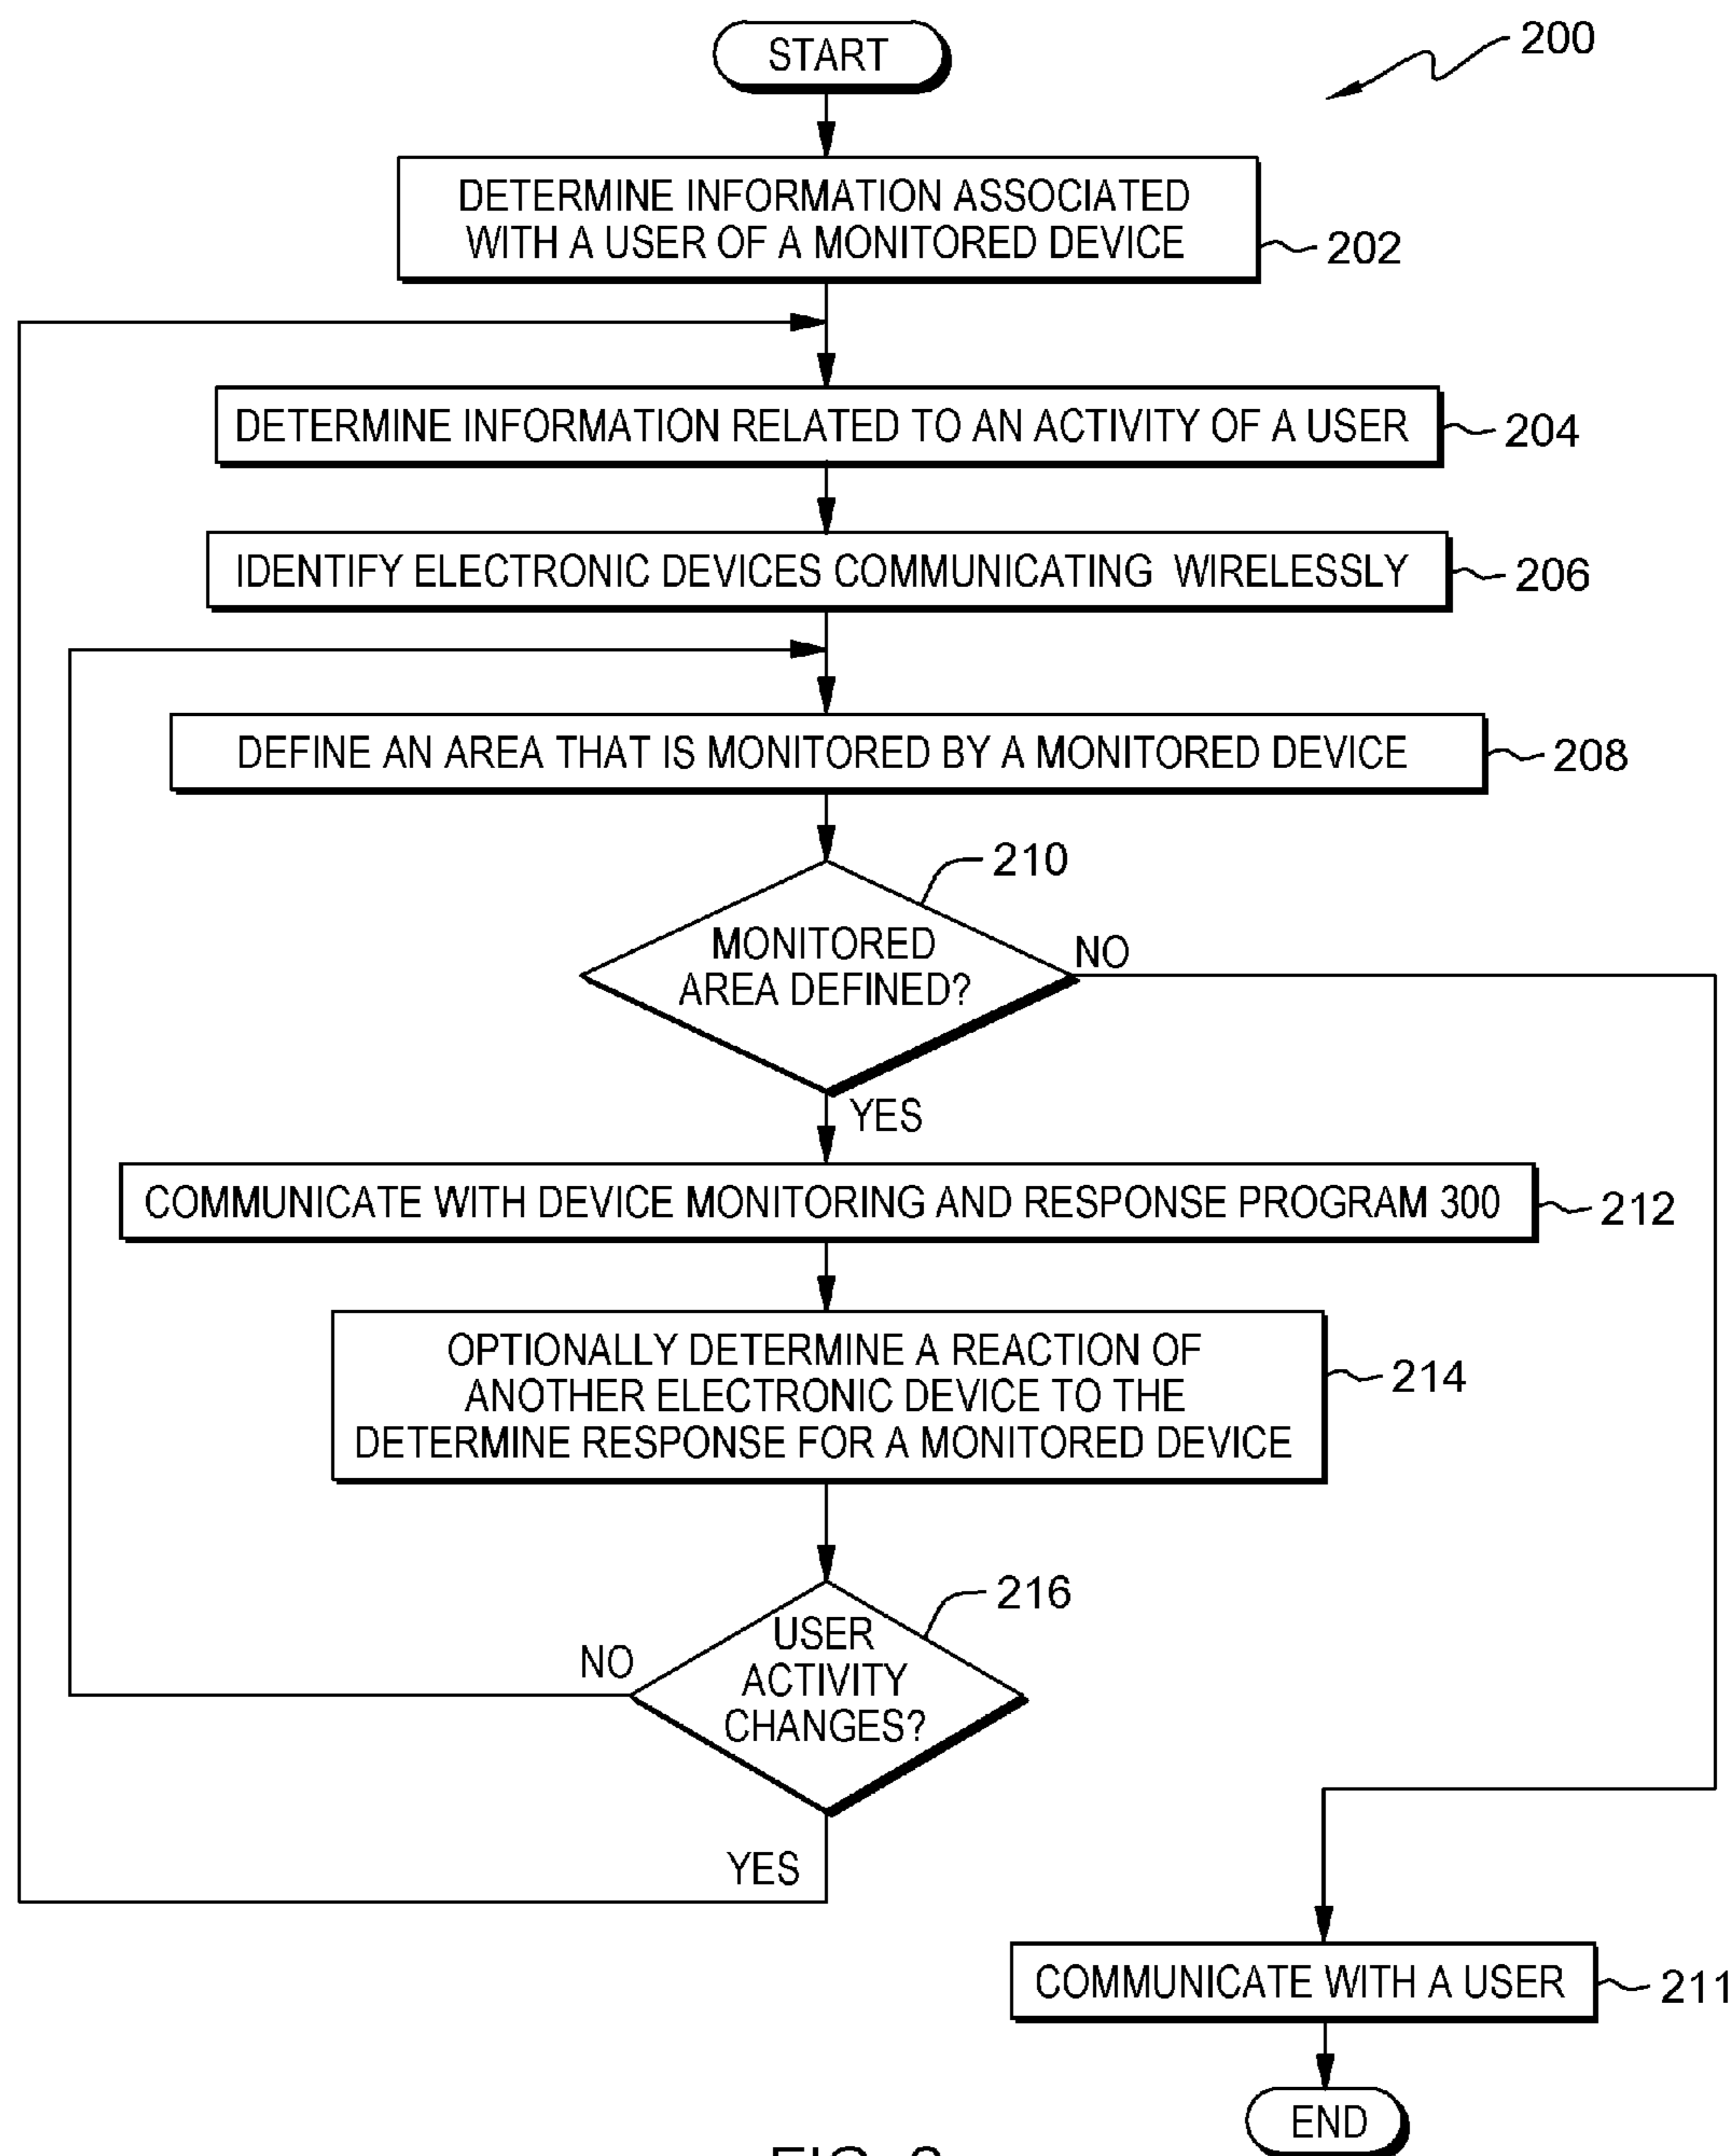 START
200
DETERMINE INFORMATION ASSOCIATED
WITH A USER OF A MONITORED DEVICE
202
DETERMINE INFORMATION RELATED TO AN ACTIVITY OF A USER
204
IDENTIFY ELECTRONIC DEVICES COMMUNICATING WIRELESSLY
206
DEFINE AN AREA THAT IS MONITORED BY A MONITORED DEVICE
208
210
MONITORED
AREA DEFINED?
NO
YES
COMMUNICATE WITH DEVICE MONITORING AND RESPONSE PROGRAM 300
212
OPTIONALLY DETERMINE A REACTION OF
ANOTHER ELECTRONIC DEVICE TO THE
DETERMINE RESPONSE FOR A MONITORED DEVICE
214
216
USER
ACTIVITY
CHANGES?
NO
YES
COMMUNICATE WITH A USER
211
END
FIG.